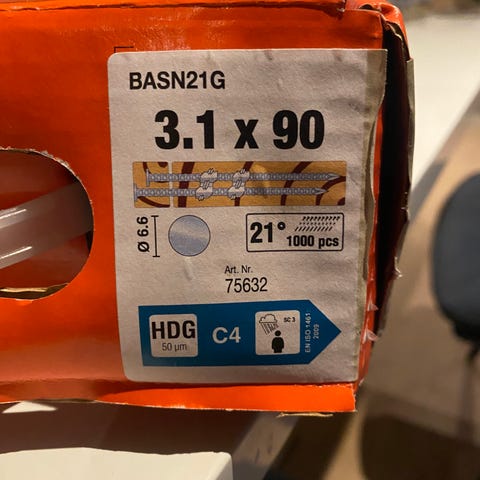 BASN21G
3.1 x 90
Ø 6.6
21°
1000 pcs
Art. Nr.
75632
HDG
50 µm
C4
SC 3
EN ISO 1461
2009